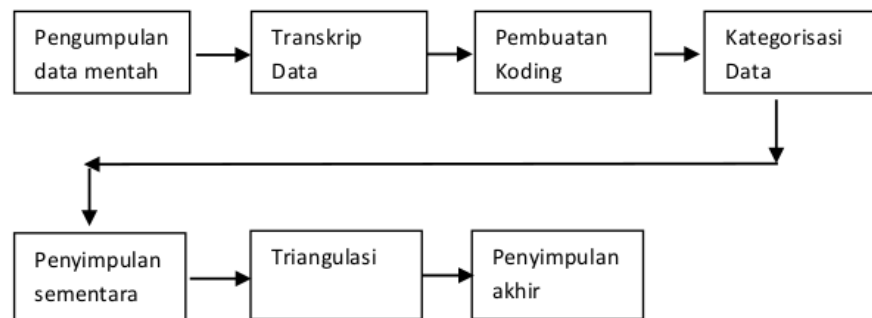 Pengumpulan
data mentah
Transkrip
Data
Pembuatan
Koding
Kategorisasi
Data
Penyimpulan
sementara
Triangulasi
Penyimpulan
akhir